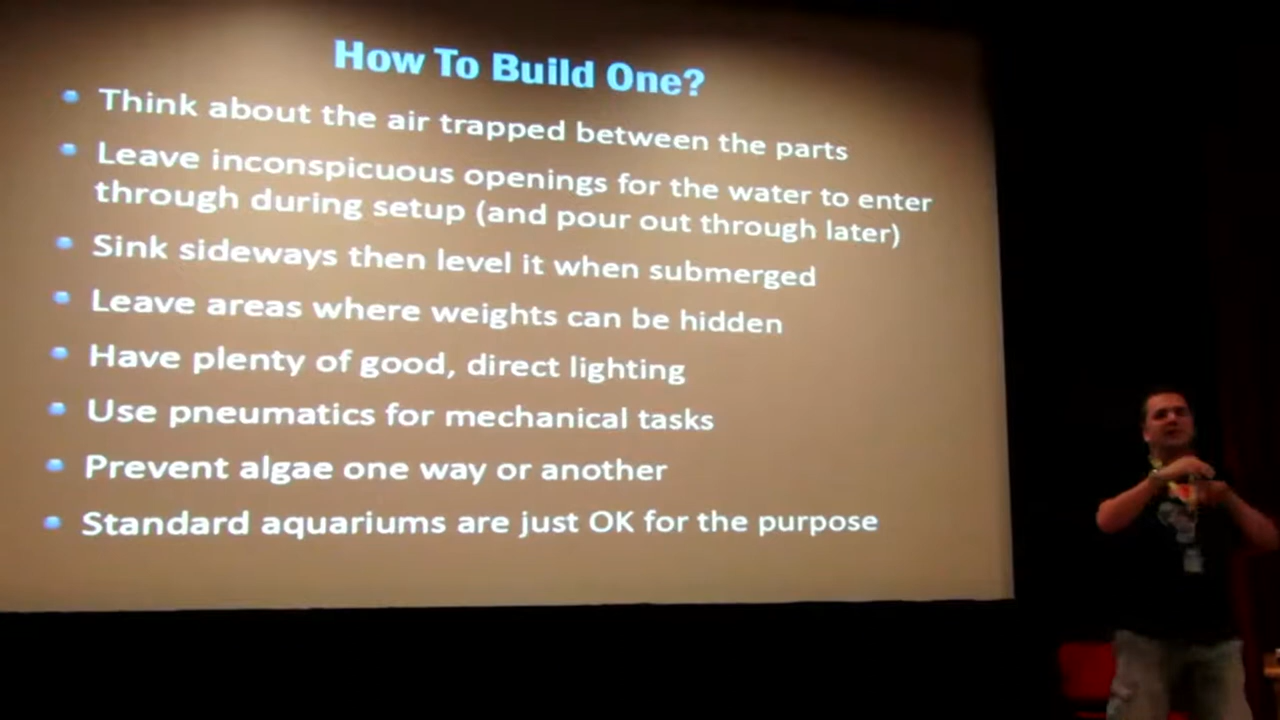 How To Build One?
Think about the air trapped between the parts
Leave inconspicuous openings for the water to enter
through during setup (and pour out through later)
Sink sideways then level it when submerged
Leave areas where weights can be hidden
Have plenty of good, direct lighting
Use pneumatics for mechanical tasks
Prevent algae one way or another
Standard aquariums are just OK for the purpose